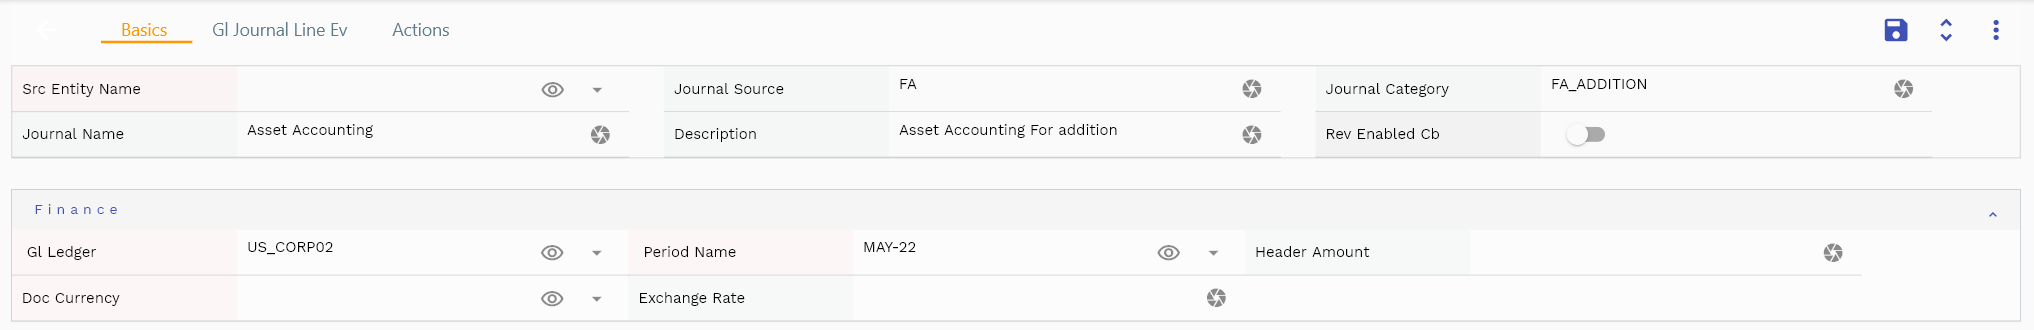 Basics Gl Journal Line Ev Actions
Src Entity Name Journal Source FA Journal Category FA_ADDITION
Journal Name Asset Accounting Description Asset Accounting For addition Rev Enabled Cb
Finance
Gl Ledger US_CORP02 Period Name MAY-22 Header Amount
Doc Currency Exchange Rate